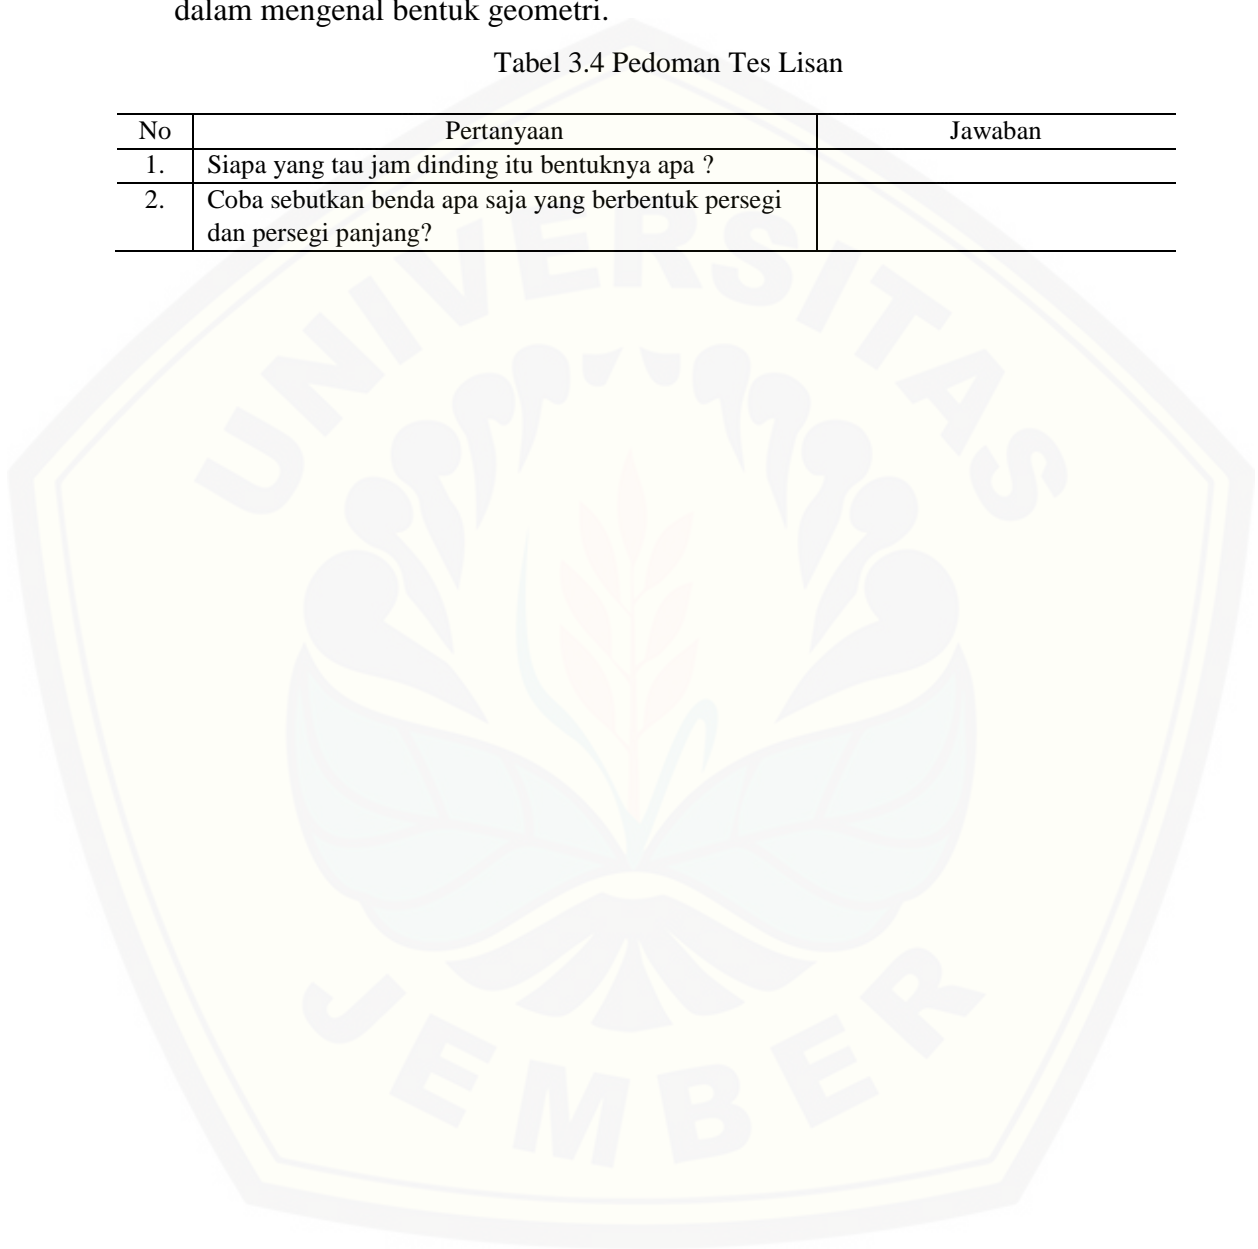 dalam mengenal bentuk geometri.
Tabel 3.4 Pedoman Tes Lisan
No Pertanyaan Jawaban
1. Siapa yang tau jam dinding itu bentuknya apa ?
2. Coba sebutkan benda apa saja yang berbentuk persegi
dan persegi panjang?
UNIVERSITAS
JEMBER